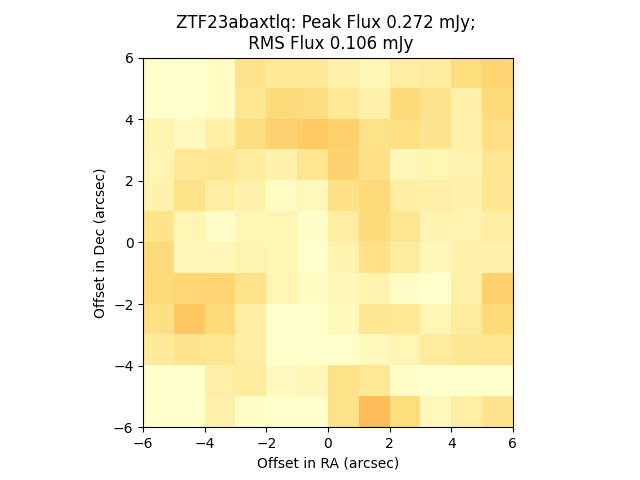 ZTF23abaxtlq: Peak Flux 0.272 mJy;
RMS Flux 0.106 mJy
6
4
2
0
−2
−4
−6
Offset in Dec (arcsec)
−6 −4 −2 0 2 4 6
Offset in RA (arcsec)